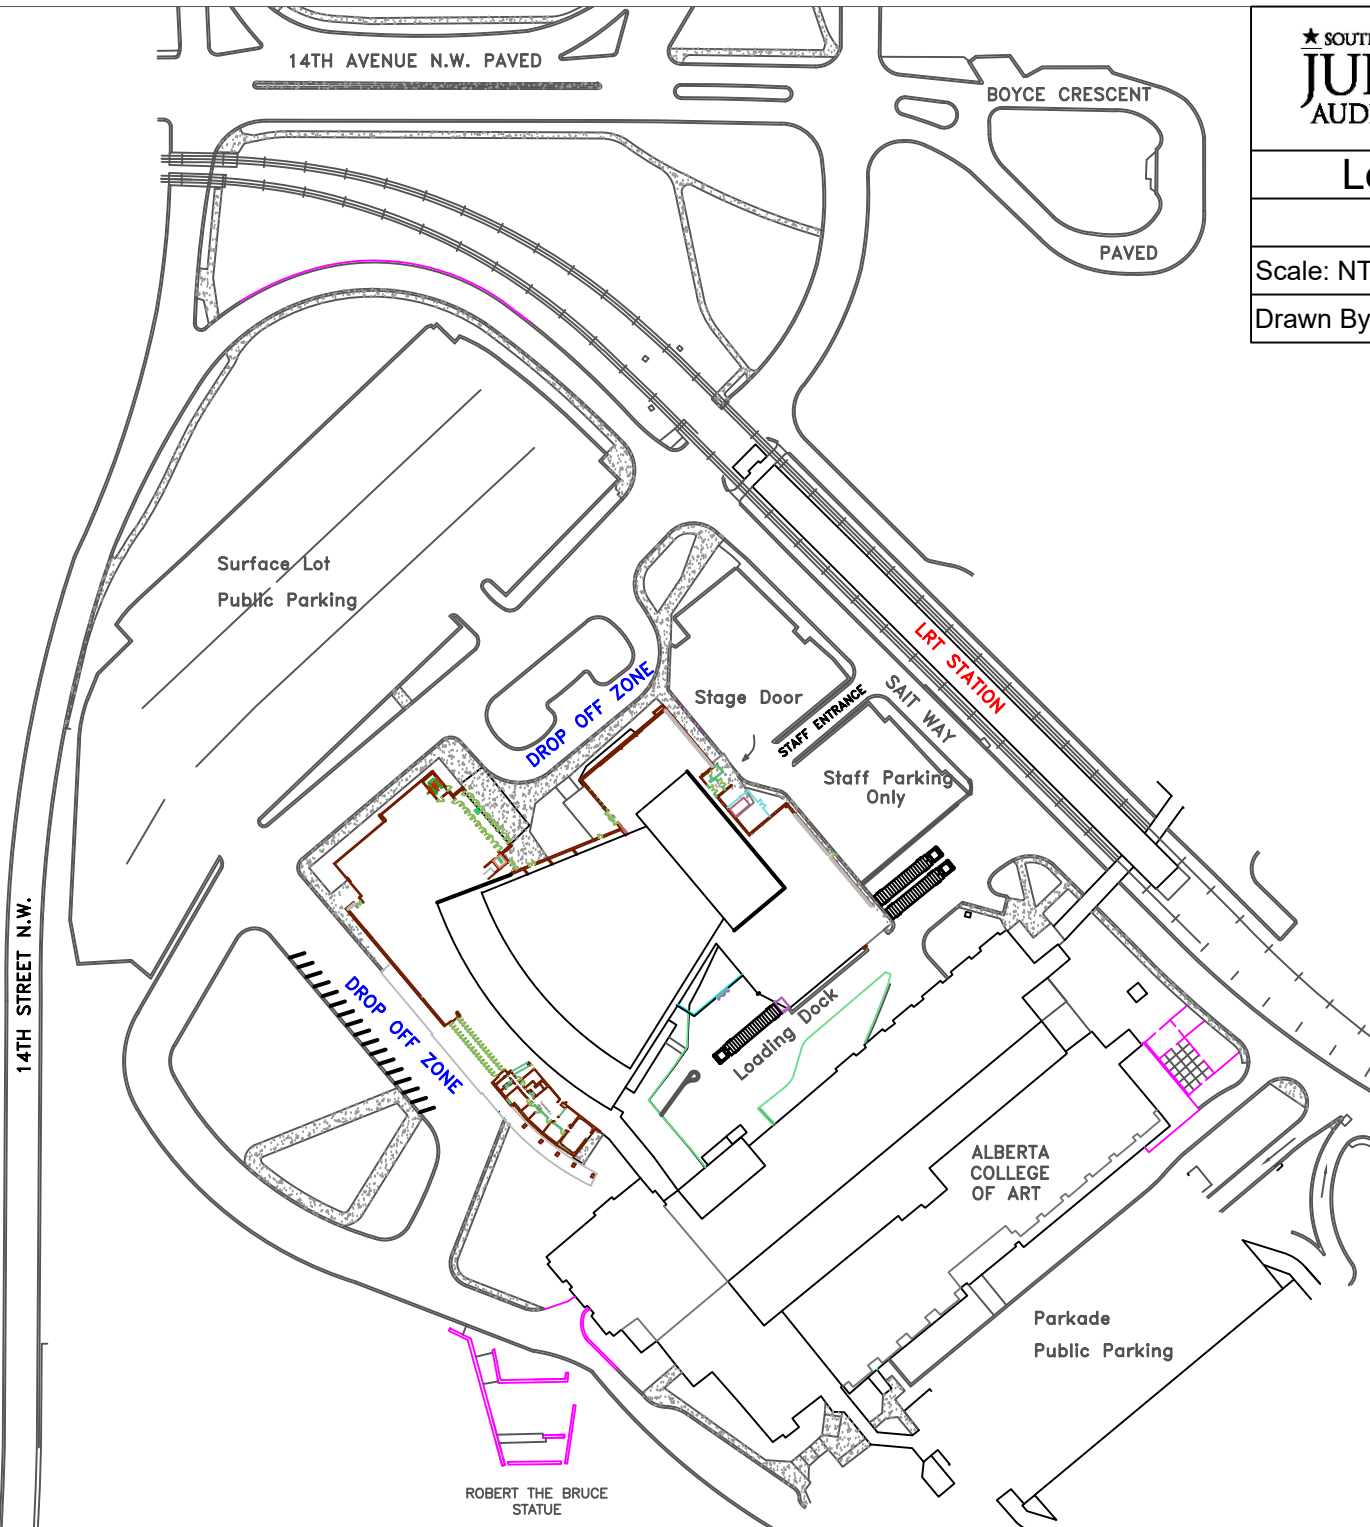 14TH AVENUE N.W. PAVED
BOYCE CRESCENT
PAVED
Scale: NT
Drawn By
Surface Lot
Public Parking
LRT STATION
SAIT WAY
DROP OFF ZONE
Stage Door
STAFF ENTRANCE
Staff Parking
Only
14TH STREET N.W.
DROP OFF ZONE
Loading Dock
ALBERTA
COLLEGE
OF ART
Parkade
Public Parking
ROBERT THE BRUCE
STATUE